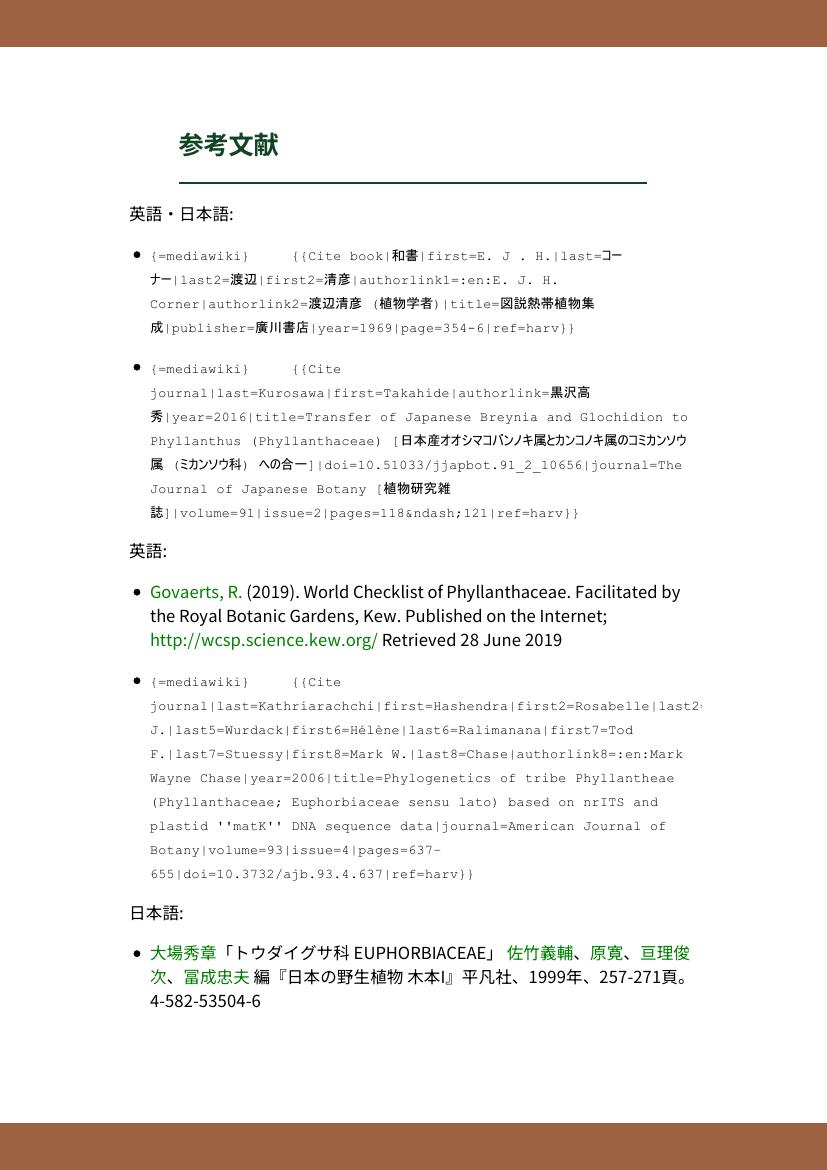 参考文献
英語・日本語:
● {=mediawiki}   {{Cite book|和書|first=E. J . H.|last=コー
ナー|last2=渡辺|first2=清彦|authorlink1=:en:E. J. H.
Corner|authorlink2=渡辺清彦 (植物学者)|title=図説熱帯植物集
成|publisher=廣川書店|year=1969|page=354-6|ref=harv}}
● {=mediawiki}   {{Cite
journal|last=Kurosawa|first=Takahide|authorlink=黒沢高
秀|year=2016|title=Transfer of Japanese Breynia and Glochidion to
Phyllanthus (Phyllanthaceae) [日本産オオシマコバンノキ属とカンコノキ属のコミカンソウ
属 (ミカンソウ科) への合一]|doi=10.51033/jjapbot.91_2_10656|journal=The
Journal of Japanese Botany [植物研究雑
誌]|volume=91|issue=2|pages=118&ndash;121|ref=harv}}
英語:
● Govaerts, R. (2019). World Checklist of Phyllanthaceae. Facilitated by
the Royal Botanic Gardens, Kew. Published on the Internet;
http://wcsp.science.kew.org/ Retrieved 28 June 2019
● {=mediawiki}   {{Cite
journal|last=Kathriarachchi|first=Hashendra|first2=Rosabelle|last2=
J.|last5=Wurdack|first6=Hélène|last6=Ralimanana|first7=Tod
F.|last7=Stuessy|first8=Mark W.|last8=Chase|authorlink8=:en:Mark
Wayne Chase|year=2006|title=Phylogenetics of tribe Phyllantheae
(Phyllanthaceae; Euphorbiaceae sensu lato) based on nrITS and
plastid ''matK'' DNA sequence data|journal=American Journal of
Botany|volume=93|issue=4|pages=637–
655|doi=10.3732/ajb.93.4.637|ref=harv}}
日本語:
● 大場秀章「トウダイグサ科 EUPHORBIACEAE」 佐竹義輔、原寛、亘理俊
次、冨成忠夫 編『日本の野生植物 木本I』平凡社、1999年、257-271頁。
4-582-53504-6